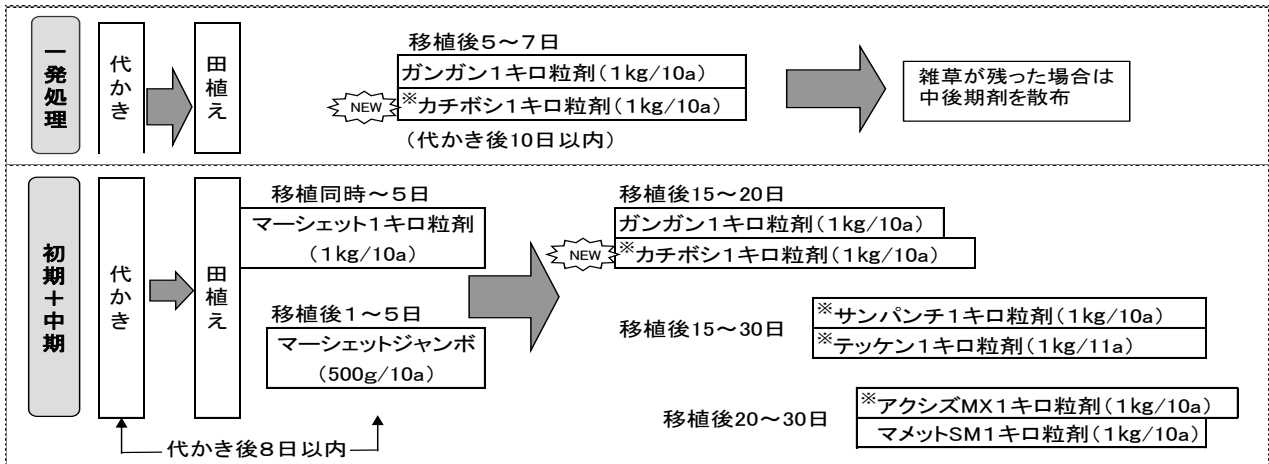 一発処理
代かき
田植え
移植後5～7日
ガンガン1キロ粒剤(1kg/10a)
NEW
※カチボシ1キロ粒剤(1kg/10a)
(代かき後10日以内)
雑草が残った場合は
中後期剤を散布
初期＋中期
代かき
田植え
移植同時～5日
マーシェット1キロ粒剤
(1kg/10a)
移植後1～5日
マーシェットジャンボ
(500g/10a)
代かき後8日以内
移植後15～20日
ガンガン1キロ粒剤(1kg/10a)
NEW
※カチボシ1キロ粒剤(1kg/10a)
移植後15～30日
※サンパンチ1キロ粒剤(1kg/10a)
※テッケン1キロ粒剤(1kg/11a)
移植後20～30日
※アクシズMX1キロ粒剤(1kg/10a)
マメットSM1キロ粒剤(1kg/10a)